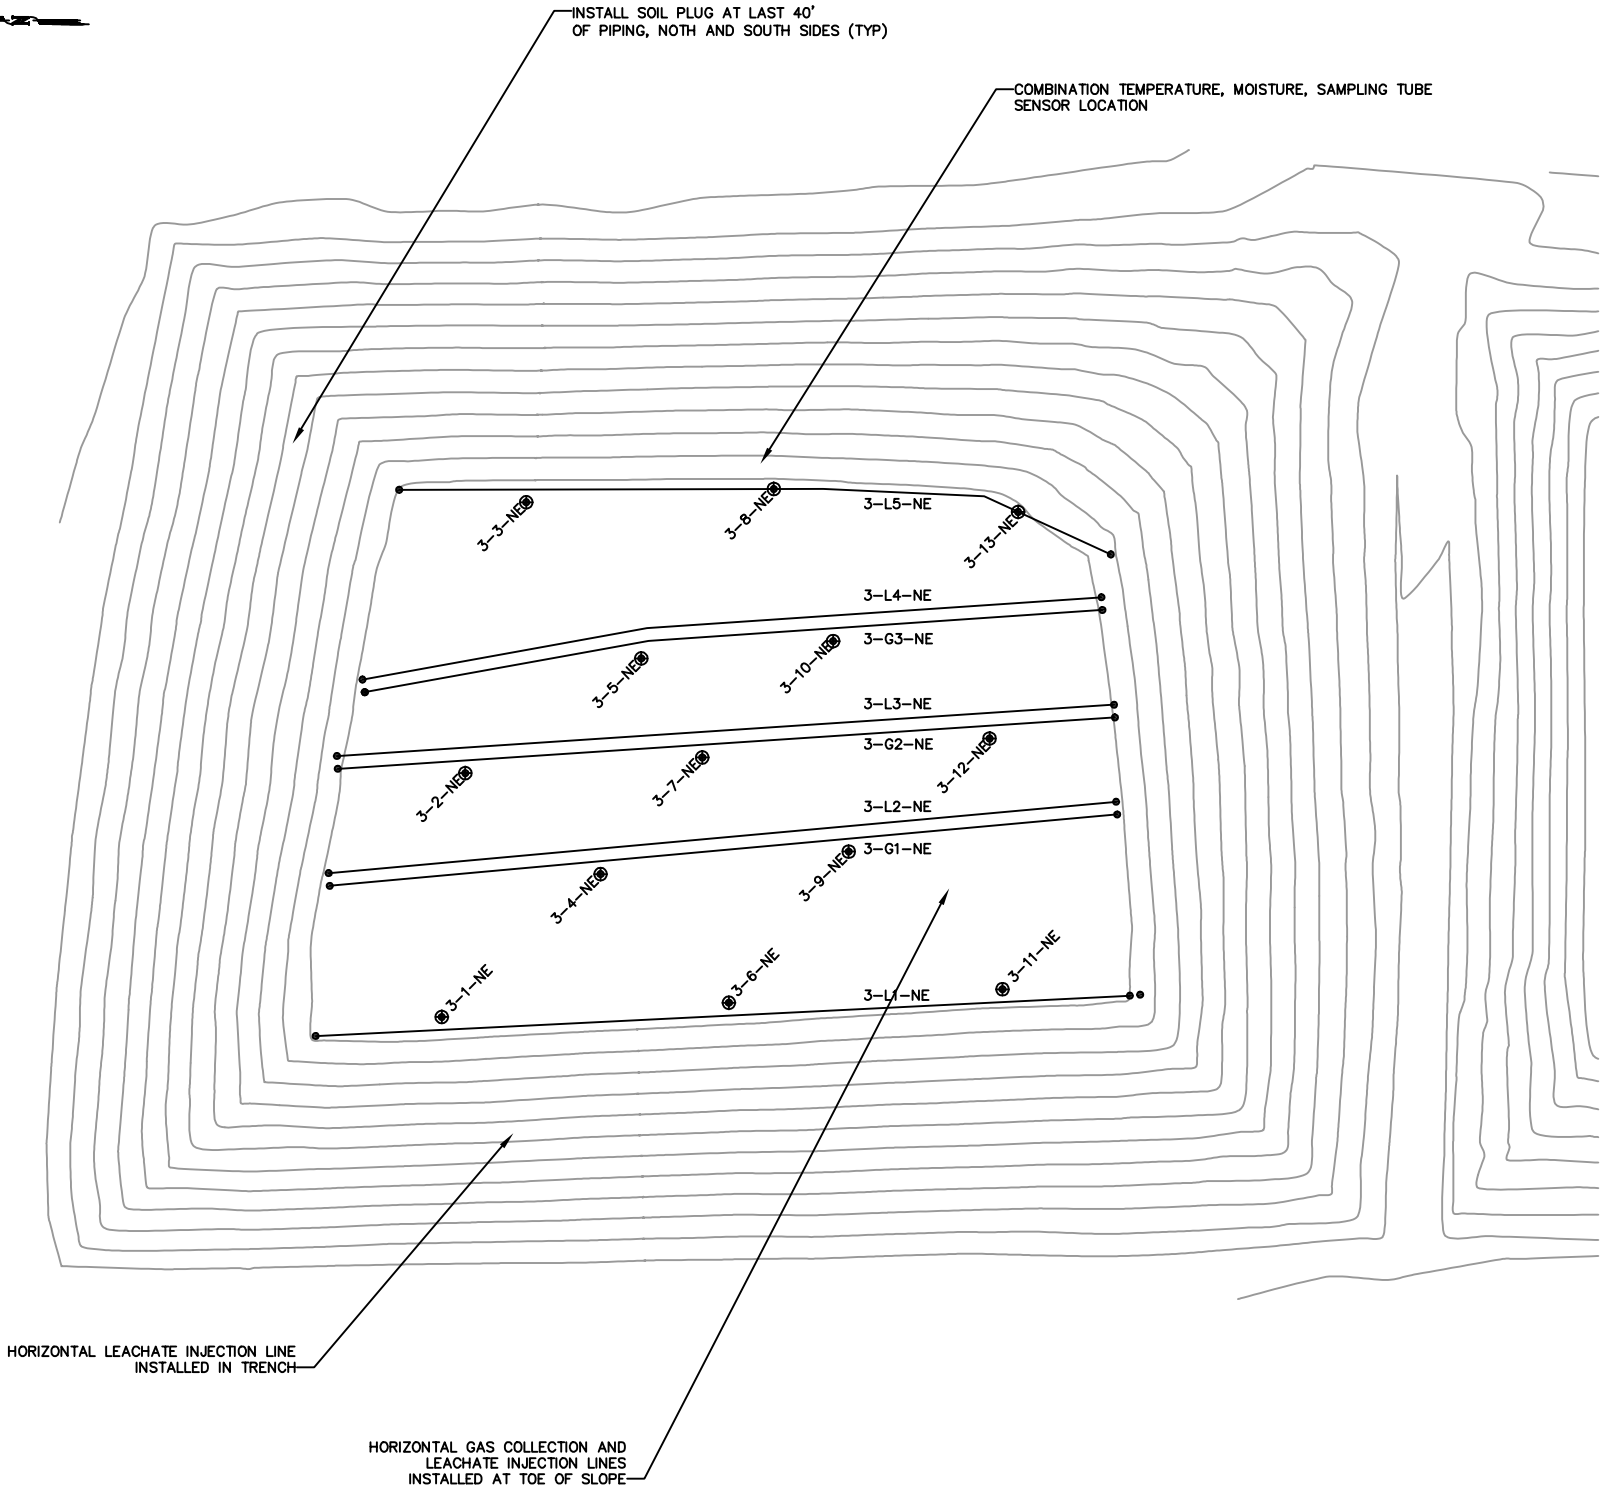 INSTALL SOIL PLUG AT LAST 40'
OF PIPING, NOTH AND SOUTH SIDES (TYP)
COMBINATION TEMPERATURE, MOISTURE, SAMPLING TUBE
SENSOR LOCATION
3-3-NE
3-8-NE
3-L5-NE
3-13-NE
3-L4-NE
3-G3-NE
3-5-NE
3-10-NE
3-L3-NE
3-G2-NE
3-2-NE
3-7-NE
3-12-NE
3-L2-NE
3-G1-NE
3-4-NE
3-9-NE
3-1-NE
3-6-NE
3-11-NE
3-L1-NE
HORIZONTAL LEACHATE INJECTION LINE
INSTALLED IN TRENCH
HORIZONTAL GAS COLLECTION AND
LEACHATE INJECTION LINES
INSTALLED AT TOE OF SLOPE